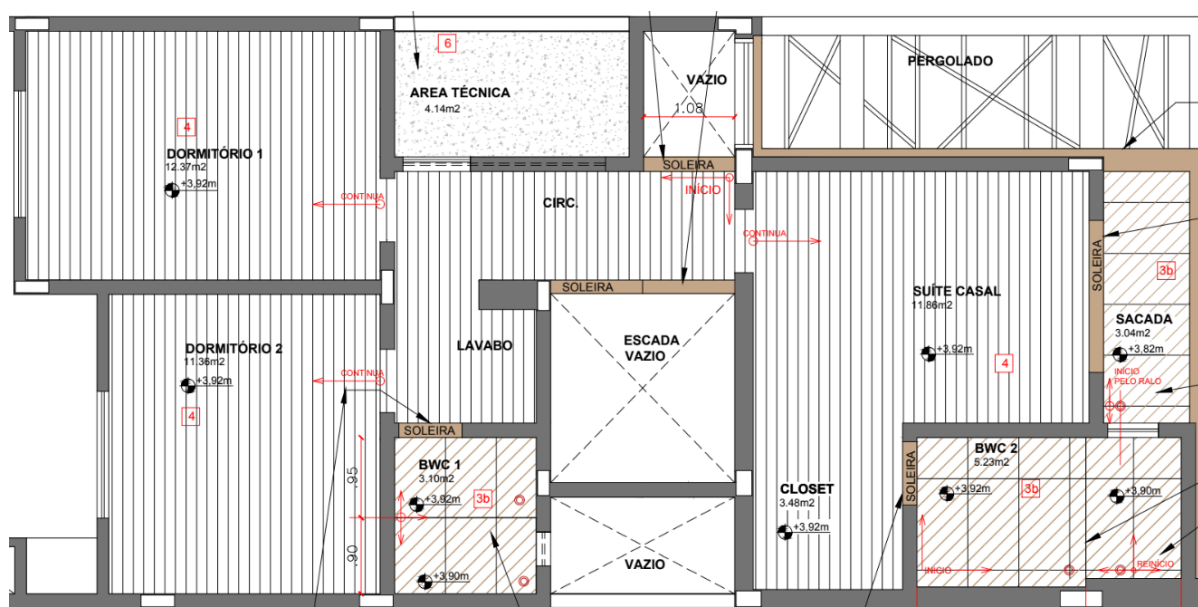 6
AREA TÉCNICA
4.14m2
VAZIO
1.08
PERGOLADO
4
DORMITÓRIO 1
12.37m2
+3,92m
CONTINUA
SOLEIRA
INÍCIO
CIRC.
CONTINUA
SOLEIRA
SOLEIRA
3b
SUÍTE CASAL
11.86m2
+3,92m
4
SACADA
3.04m2
+3,82m
INÍCIO
PELO RALO
DORMITÓRIO 2
11.36m2
+3,92m
CONTINUA
4
LAVABO
ESCADA
VAZIO
SOLEIRA
BWC 1
3.10m2
+3,92m
3b
+3,90m
.95
.90
VAZIO
CLOSET
3.48m2
+3,92m
SOLEIRA
BWC 2
5.23m2
+3,92m
3b
+3,90m
INÍCIO
REINÍCIO